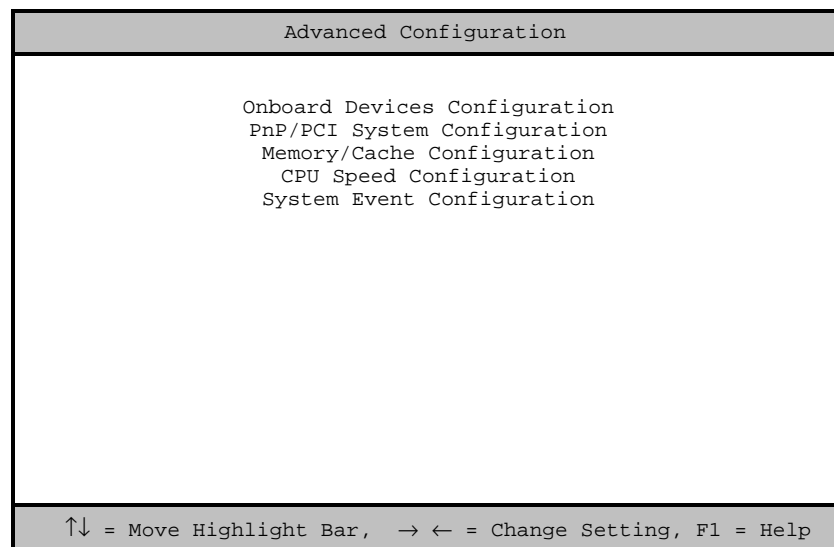 Advanced Configuration
Onboard Devices Configuration
PnP/PCI System Configuration
Memory/Cache Configuration
CPU Speed Configuration
System Event Configuration
↑↓ = Move Highlight Bar, → ← = Change Setting, F1 = Help